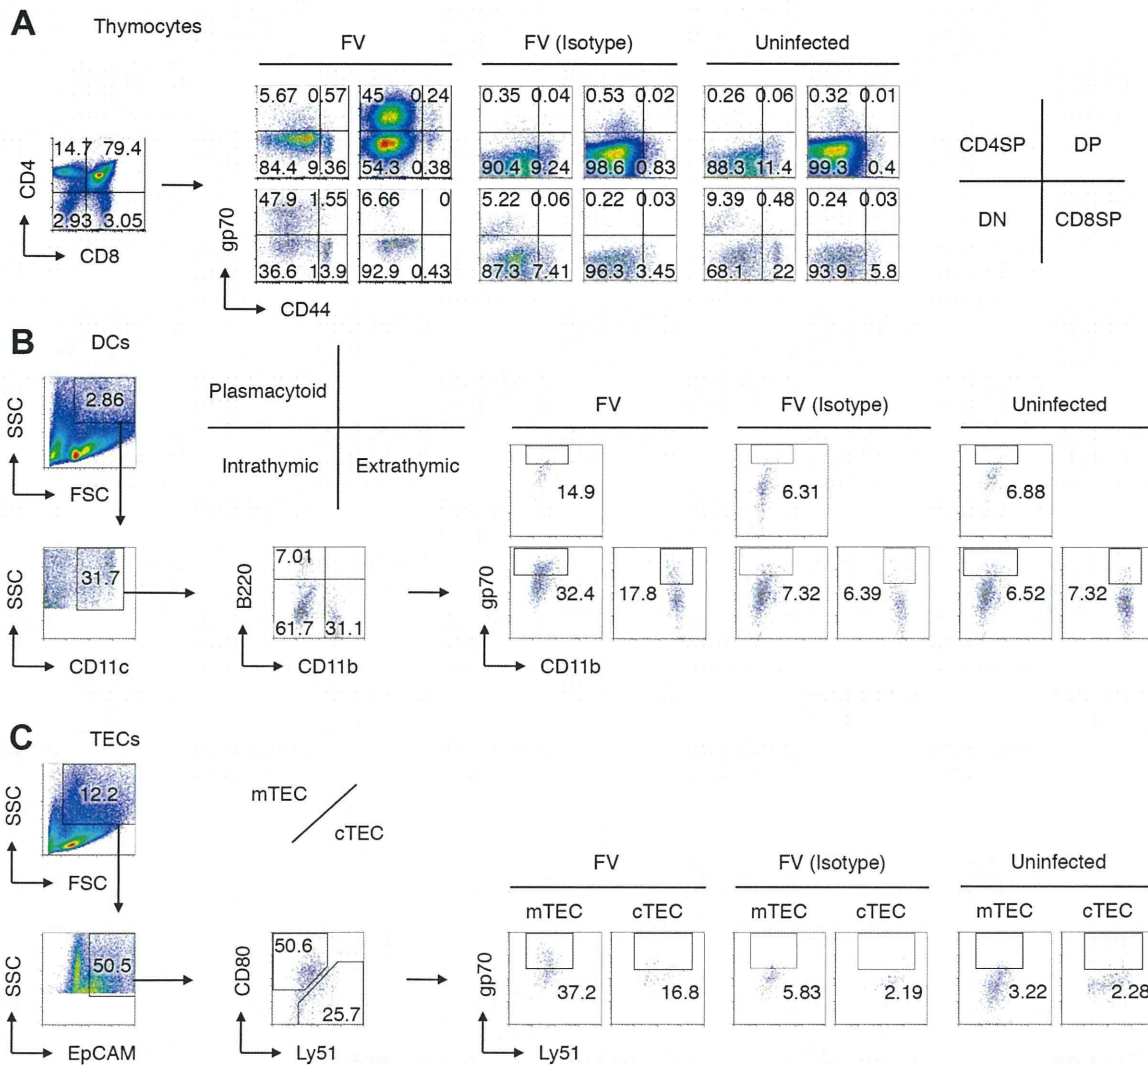 A
Thymocytes
FV
FV (Isotype)
Uninfected
CD4
14.7 79.4
2.93 3.05
CD8
gp70
5.67 0.57
84.4 9.36
45 0.24
54.3 0.38
0.35 0.04
90.4 9.24
0.53 0.02
98.6 0.83
0.26 0.06
88.3 11.4
0.32 0.01
99.3 0.4
47.9 1.55
36.6 13.9
6.66 0
92.9 0.43
5.22 0.06
87.3 7.41
0.22 0.03
96.3 3.45
9.39 0.48
68.1 22
0.24 0.03
93.9 5.8
CD44
CD4SP DP
DN CD8SP
B
DCs
SSC
2.86
FSC
Plasmacytoid
Intrathymic Extrathymic
SSC
31.7
CD11c
B220
7.01
61.7 31.1
CD11b
FV
FV (Isotype)
Uninfected
14.9
6.31
6.88
gp70
32.4
17.8
7.32
6.39
6.52
7.32
CD11b
C
TECs
SSC
12.2
FSC
mTEC
cTEC
SSC
50.5
EpCAM
CD80
50.6
25.7
Ly51
FV
FV (Isotype)
Uninfected
mTEC cTEC
mTEC cTEC
mTEC cTEC
gp70
37.2
16.8
5.83
2.19
3.22
2.28
Ly51